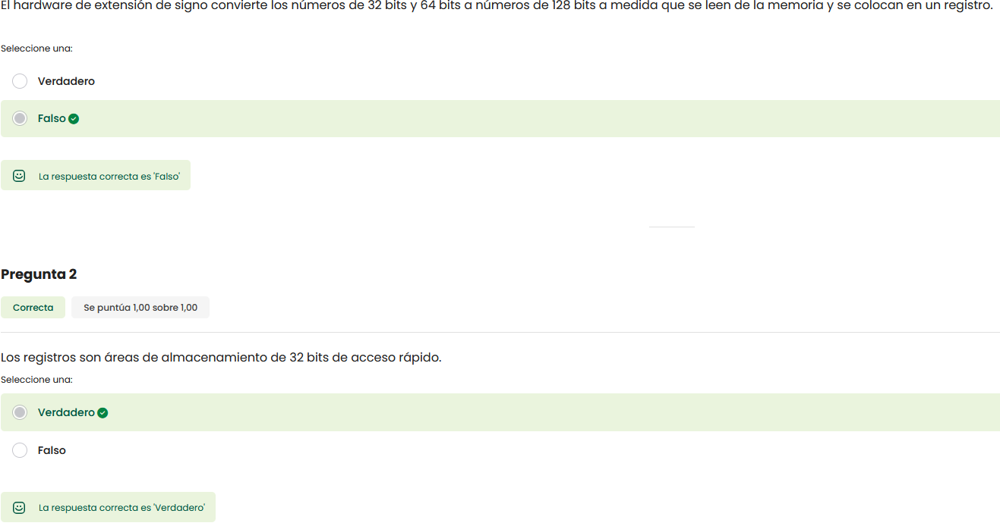 El hardware de extensión de signo convierte los números de 32 bits y 64 bits a números de 128 bits a medida que se leen de la memoria y se colocan en un registro.
Seleccione una:
Verdadero
Falso
La respuesta correcta es 'Falso'
Pregunta 2
Correcta
Se puntúa 1,00 sobre 1,00
Los registros son áreas de almacenamiento de 32 bits de acceso rápido.
Seleccione una:
Verdadero
Falso
La respuesta correcta es 'Verdadero'